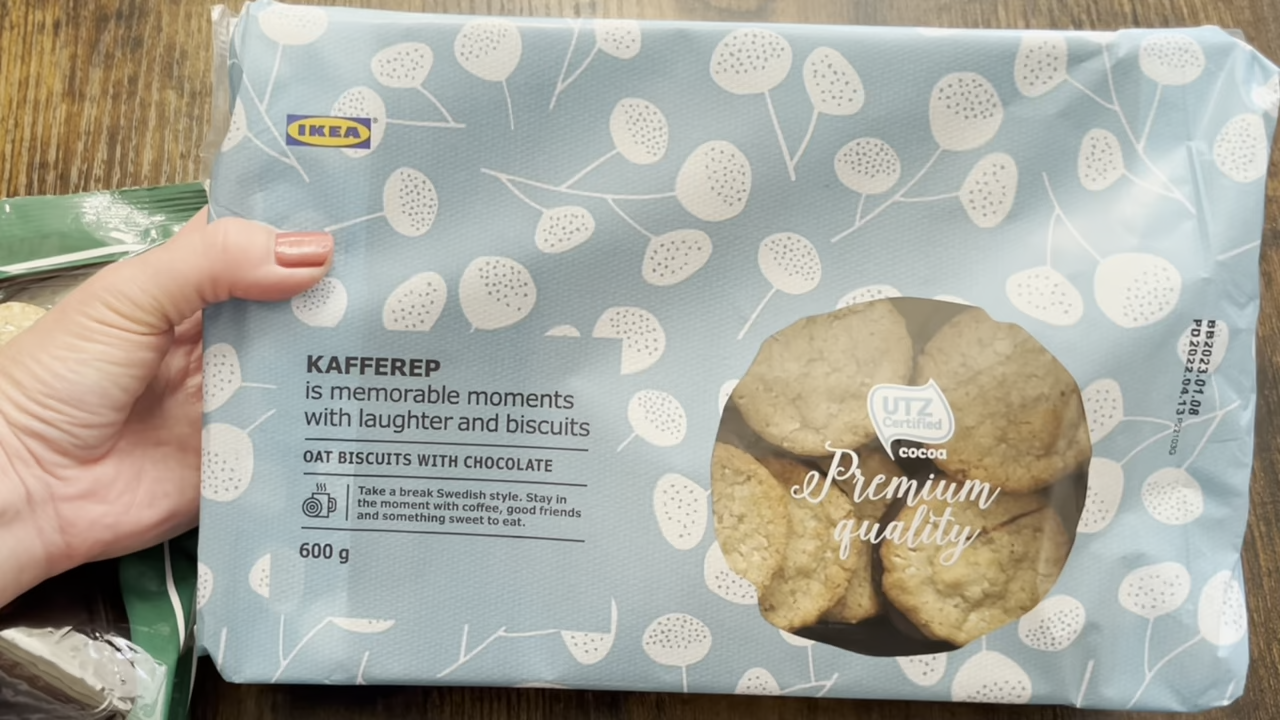 IKEA
KAFFEREP
is memorable moments
with laughter and biscuits
OAT BISCUITS WITH CHOCOLATE
Take a break Swedish style. Stay in
the moment with coffee, good friends
and something sweet to eat.
600 g
UTZ
Certified
cocoa
Premium
quality
BB2023.01.08
PD2022.04.13